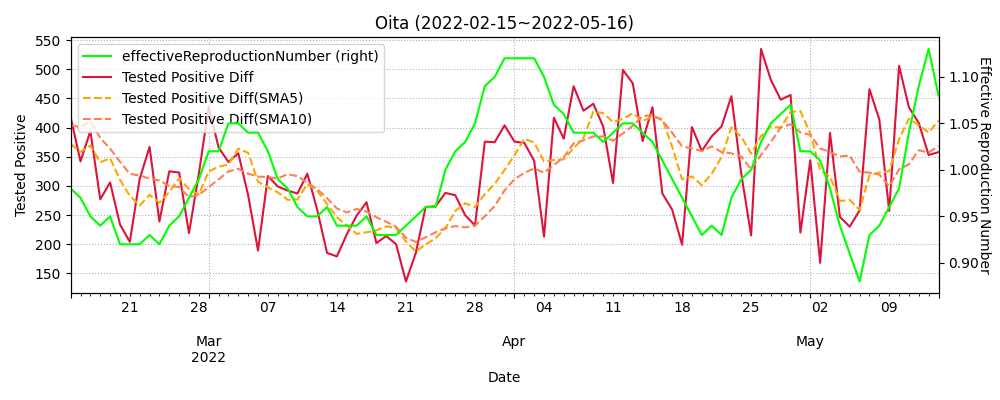 Oita (2022-02-15~2022-05-16)
effectiveReproductionNumber (right)
Tested Positive Diff
Tested Positive Diff(SMA5)
Tested Positive Diff(SMA10)
Tested Positive
550
500
450
400
350
300
250
200
150
Effective Reproduction Number
1.10
1.05
1.00
0.95
0.90
21 28 07 14 21 28 04 11 18 25 02 09
Mar Apr May
2022
Date